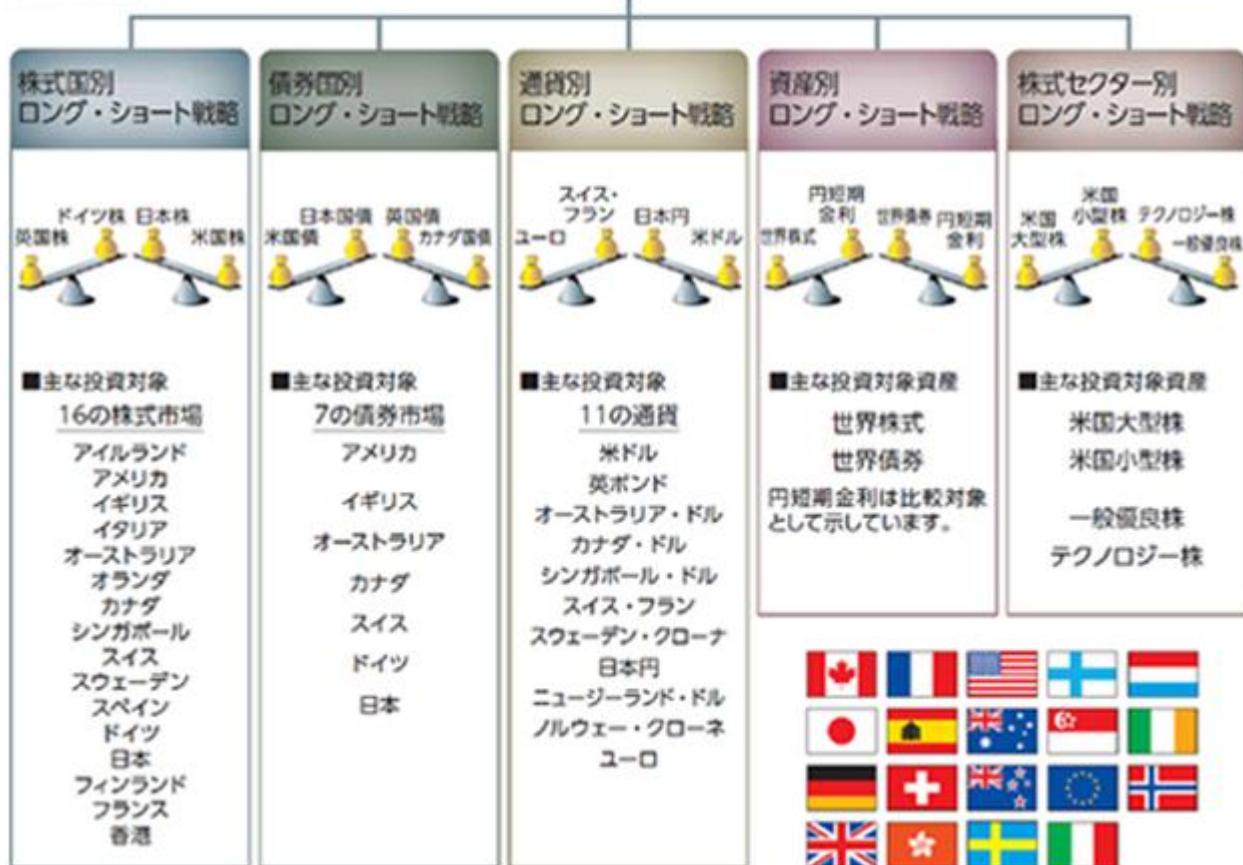 株式国別
ロング・ショート戦略
ドイツ株 日本株
英国株 米国株
■主な投資対象
16の株式市場
アイルランド
アメリカ
イギリス
イタリア
オーストラリア
オランダ
カナダ
シンガポール
スイス
スウェーデン
スペイン
ドイツ
日本
フィンランド
フランス
香港
債券国別
ロング・ショート戦略
日本国債 英国債
米国債 カナダ国債
■主な投資対象
7の債券市場
アメリカ
イギリス
オーストラリア
カナダ
スイス
ドイツ
日本
通貨別
ロング・ショート戦略
スイス・
フラン 日本円
ユーロ 米ドル
■主な投資対象
11の通貨
米ドル
英ポンド
オーストラリア・ドル
カナダ・ドル
シンガポール・ドル
スイス・フラン
スウェーデン・クローナ
日本円
ニュージーランド・ドル
ノルウェー・クローネ
ユーロ
資産別
ロング・ショート戦略
円短期
金利 世界債券 円短期
世界株式 金利
■主な投資対象資産
世界株式
世界債券
円短期金利は比較対象
として示しています。
株式セクター別
ロング・ショート戦略
米国
米国 小型株 テクノロジー株
大型株 一般優良株
■主な投資対象資産
米国大型株
米国小型株
一般優良株
テクノロジー株